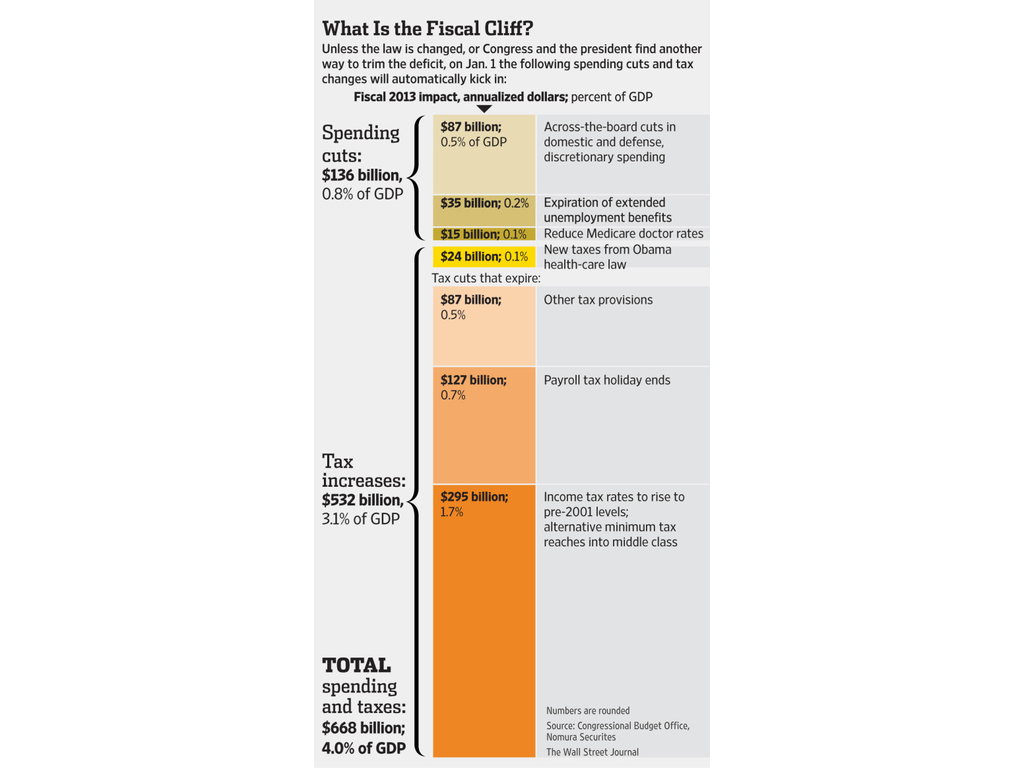 What Is the Fiscal Cliff?
Unless the law is changed, or Congress and the president find another
way to trim the deficit, on Jan. 1 the following spending cuts and tax
changes will automatically kick in:
Fiscal 2013 impact, annualized dollars; percent of GDP
Spending
cuts:
$136 billion,
0.8% of GDP
$87 billion;
0.5% of GDP
Across-the-board cuts in
domestic and defense,
discretionary spending
$35 billion; 0.2%
Expiration of extended
unemployment benefits
$15 billion; 0.1%
Reduce Medicare doctor rates
$24 billion; 0.1%
New taxes from Obama
health-care law
Tax cuts that expire:
$87 billion;
0.5%
Other tax provisions
$127 billion;
0.7%
Payroll tax holiday ends
Tax
increases:
$532 billion,
3.1% of GDP
$295 billion;
1.7%
Income tax rates to rise to
pre-2001 levels;
alternative minimum tax
reaches into middle class
TOTAL
spending
and taxes:
$668 billion;
4.0% of GDP
Numbers are rounded
Source: Congressional Budget Office,
Nomura Securites
The Wall Street Journal